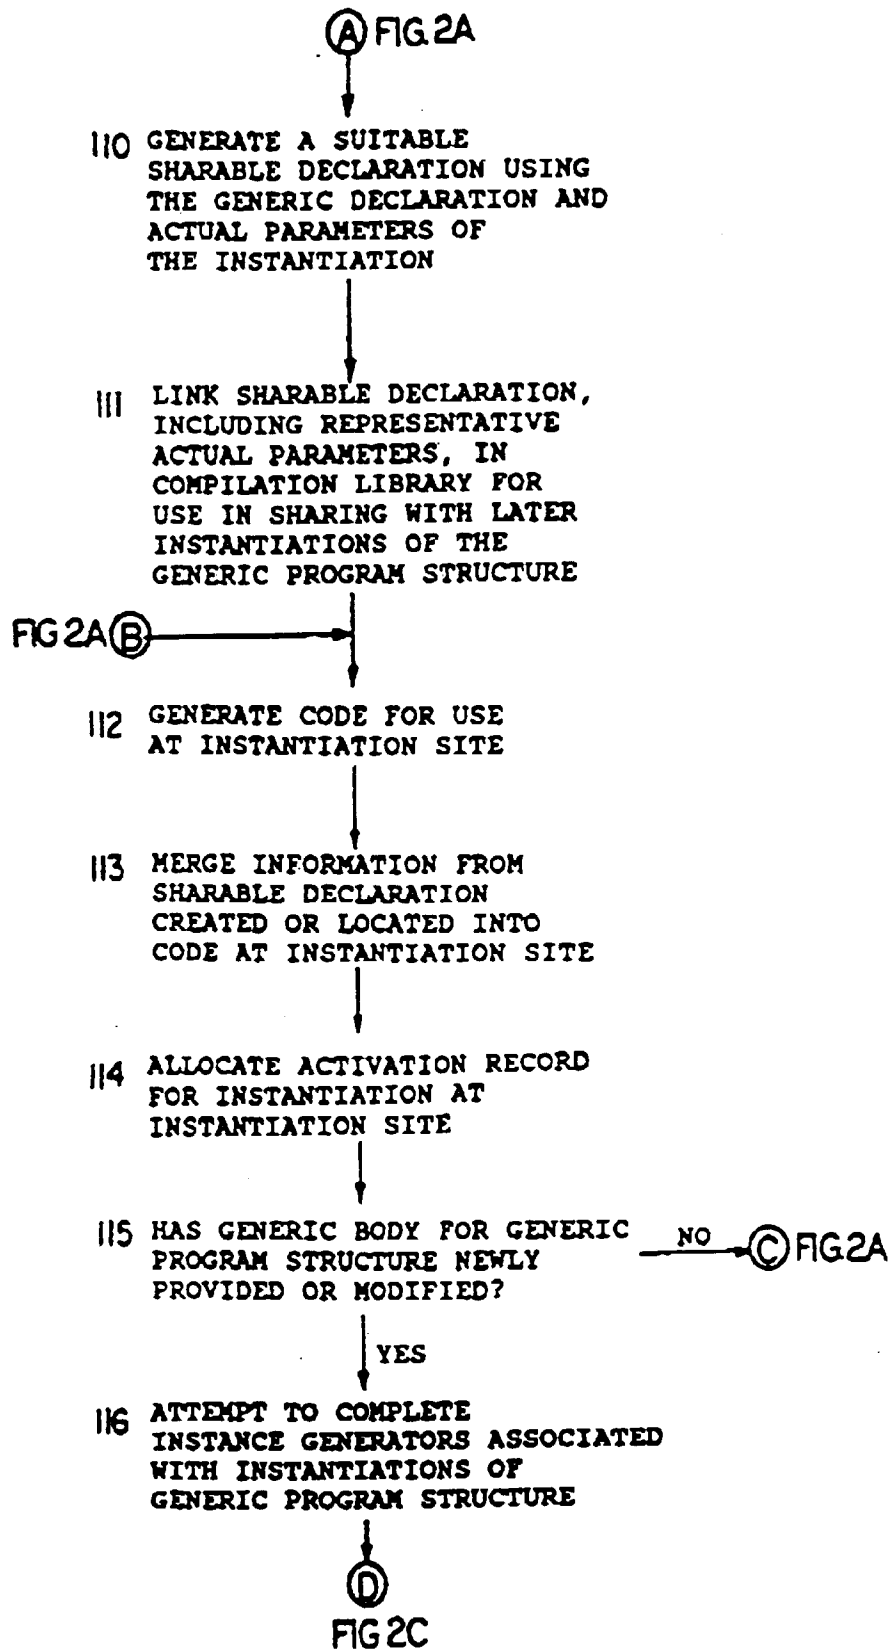 A FIG. 2A
110 GENERATE A SUITABLE
SHARABLE DECLARATION USING
THE GENERIC DECLARATION AND
ACTUAL PARAMETERS OF
THE INSTANTIATION
111 LINK SHARABLE DECLARATION,
INCLUDING REPRESENTATIVE
ACTUAL PARAMETERS, IN
COMPILATION LIBRARY FOR
USE IN SHARING WITH LATER
INSTANTIATIONS OF THE
GENERIC PROGRAM STRUCTURE
FIG 2A B
112 GENERATE CODE FOR USE
AT INSTANTIATION SITE
113 MERGE INFORMATION FROM
SHARABLE DECLARATION
CREATED OR LOCATED INTO
CODE AT INSTANTIATION SITE
114 ALLOCATE ACTIVATION RECORD
FOR INSTANTIATION AT
INSTANTIATION SITE
115 HAS GENERIC BODY FOR GENERIC
PROGRAM STRUCTURE NEWLY
PROVIDED OR MODIFIED?
NO C FIG. 2A
YES
116 ATTEMPT TO COMPLETE
INSTANCE GENERATORS ASSOCIATED
WITH INSTANTIATIONS OF
GENERIC PROGRAM STRUCTURE
D
FIG 2C